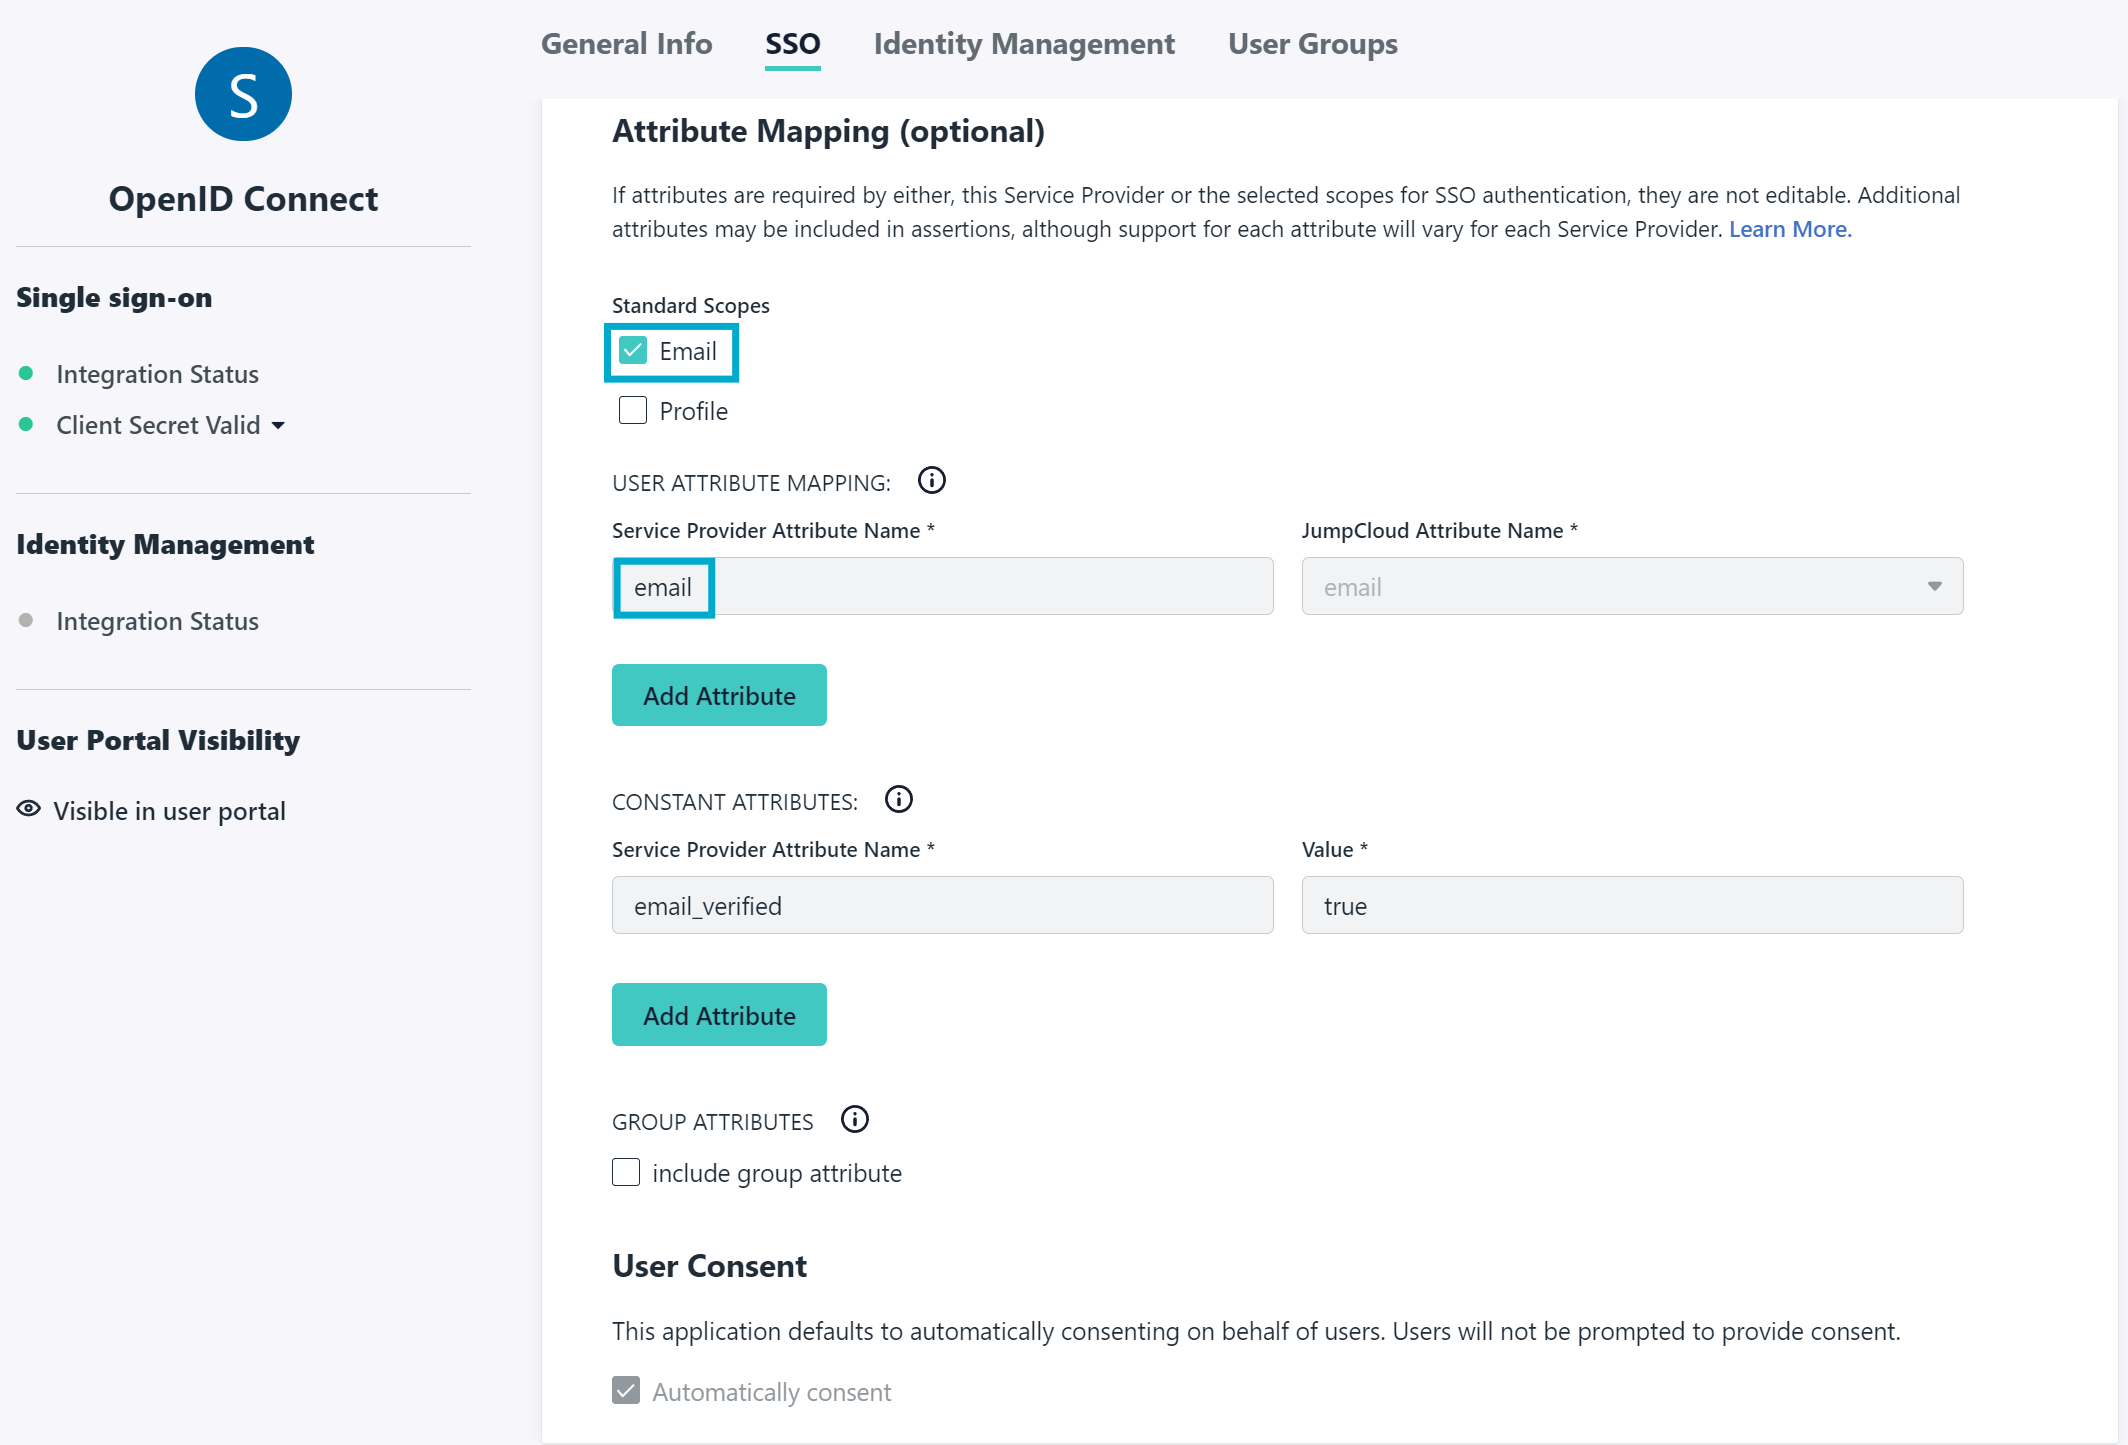 S
OpenID Connect
Single sign-on
Integration Status
Client Secret Valid
Identity Management
Integration Status
User Portal Visibility
Visible in user portal
General Info
SSO
Identity Management
User Groups
Attribute Mapping (optional)
If attributes are required by either, this Service Provider or the selected scopes for SSO authentication, they are not editable. Additional
attributes may be included in assertions, although support for each attribute will vary for each Service Provider. Learn More.
Standard Scopes
Email
Profile
USER ATTRIBUTE MAPPING:
Service Provider Attribute Name *
JumpCloud Attribute Name *
email
email
Add Attribute
CONSTANT ATTRIBUTES:
Service Provider Attribute Name *
Value *
email_verified
true
Add Attribute
GROUP ATTRIBUTES
include group attribute
User Consent
This application defaults to automatically consenting on behalf of users. Users will not be prompted to provide consent.
Automatically consent